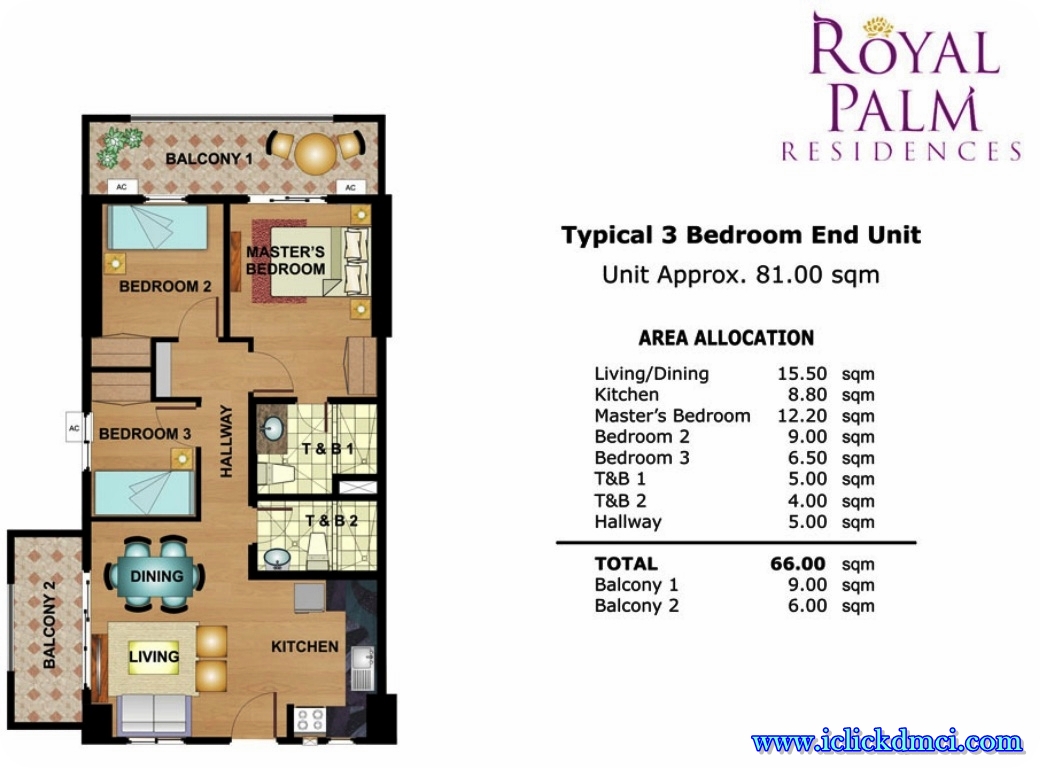 ROYAL
PALM
RESIDENCES
BALCONY 1
AC
AC
MASTER'S
BEDROOM
BEDROOM 2
HALLWAY
AC
BEDROOM 3
T & B 1
T & B 2
DINING
BALCONY 2
KITCHEN
LIVING
Typical 3 Bedroom End Unit
Unit Approx. 81.00 sqm
AREA ALLOCATION
Living/Dining 15.50 sqm
Kitchen 8.80 sqm
Master's Bedroom 12.20 sqm
Bedroom 2 9.00 sqm
Bedroom 3 6.50 sqm
T&B 1 5.00 sqm
T&B 2 4.00 sqm
Hallway 5.00 sqm
TOTAL 66.00 sqm
Balcony 1 9.00 sqm
Balcony 2 6.00 sqm
www.iclickdmci.com